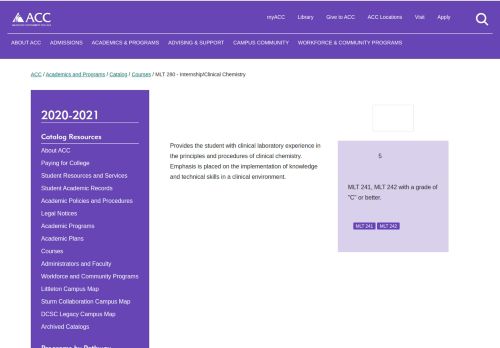 ACC
myACC Library Give to ACC ACC Locations Visit Apply
ABOUT ACC ADMISSIONS ACADEMICS & PROGRAMS ADVISING & SUPPORT CAMPUS COMMUNITY WORKFORCE & COMMUNITY PROGRAMS
ACC / Academics and Programs / Catalog / Courses / MLT 280 - Internship/Clinical Chemistry
2020-2021
Catalog Resources
About ACC
Paying for College
Student Resources and Services
Student Academic Records
Academic Policies and Procedures
Legal Notices
Academic Programs
Academic Plans
Courses
Administrators and Faculty
Workforce and Community Programs
Littleton Campus Map
Sturm Collaboration Campus Map
DCSC Legacy Campus Map
Archived Catalogs
Programs by Pathway
Provides the student with clinical laboratory experience in
the principles and procedures of clinical chemistry.
Emphasis is placed on the implementation of knowledge
and technical skills in a clinical environment.
5
MLT 241, MLT 242 with a grade of
"C" or better.
MLT 241 MLT 242